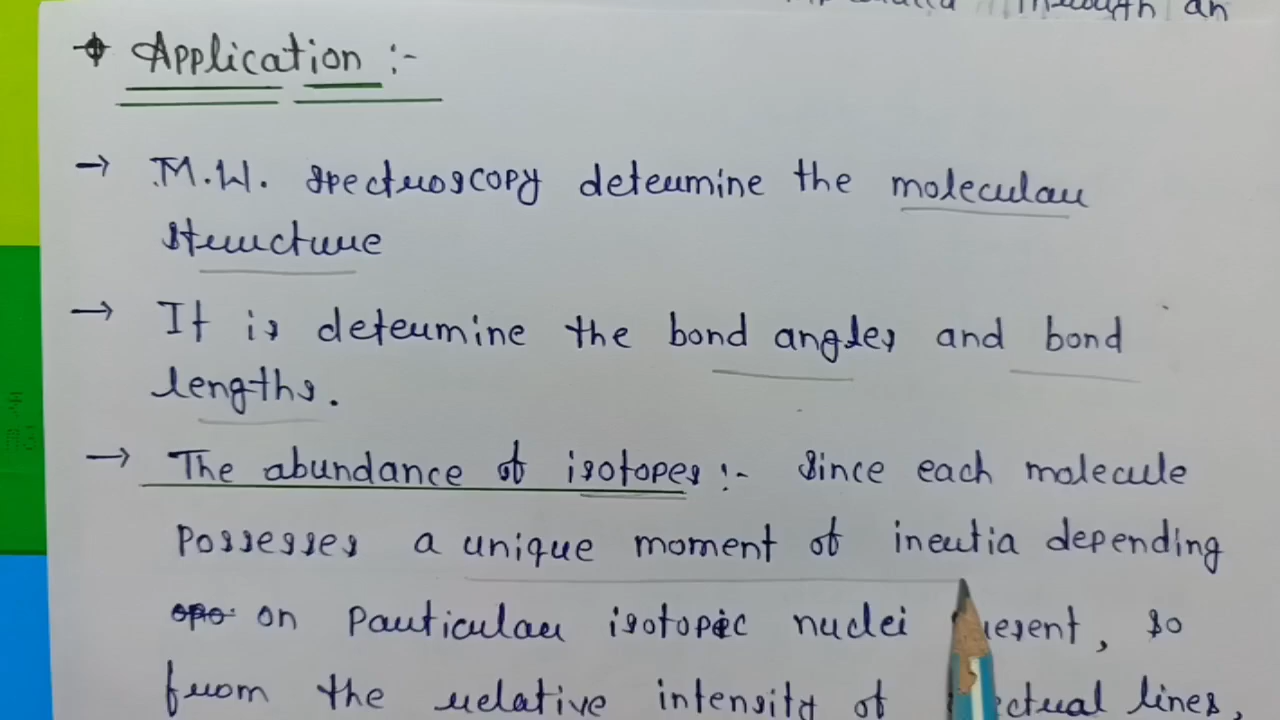 through an
Application :-
→ M.W. spectroscopy determine the molecular
structure
→ It is determine the bond angles and bond
lengths.
→ The abundance of isotopes :- Since each molecule
possesses a unique moment of inertia depending
on particular isotopic nuclei, so
from the relative intensity of lines,